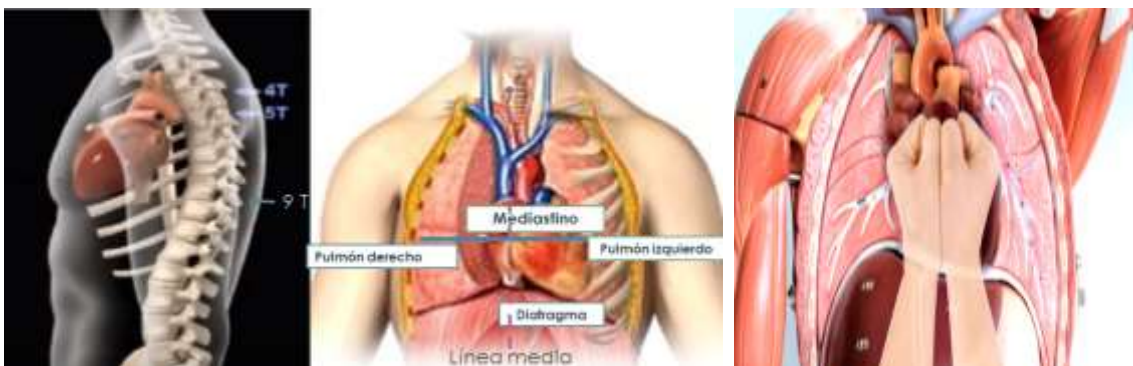 4T
5T
9 T
Mediastino
Pulmón derecho
Pulmón izquierdo
Diafragma
Línea media